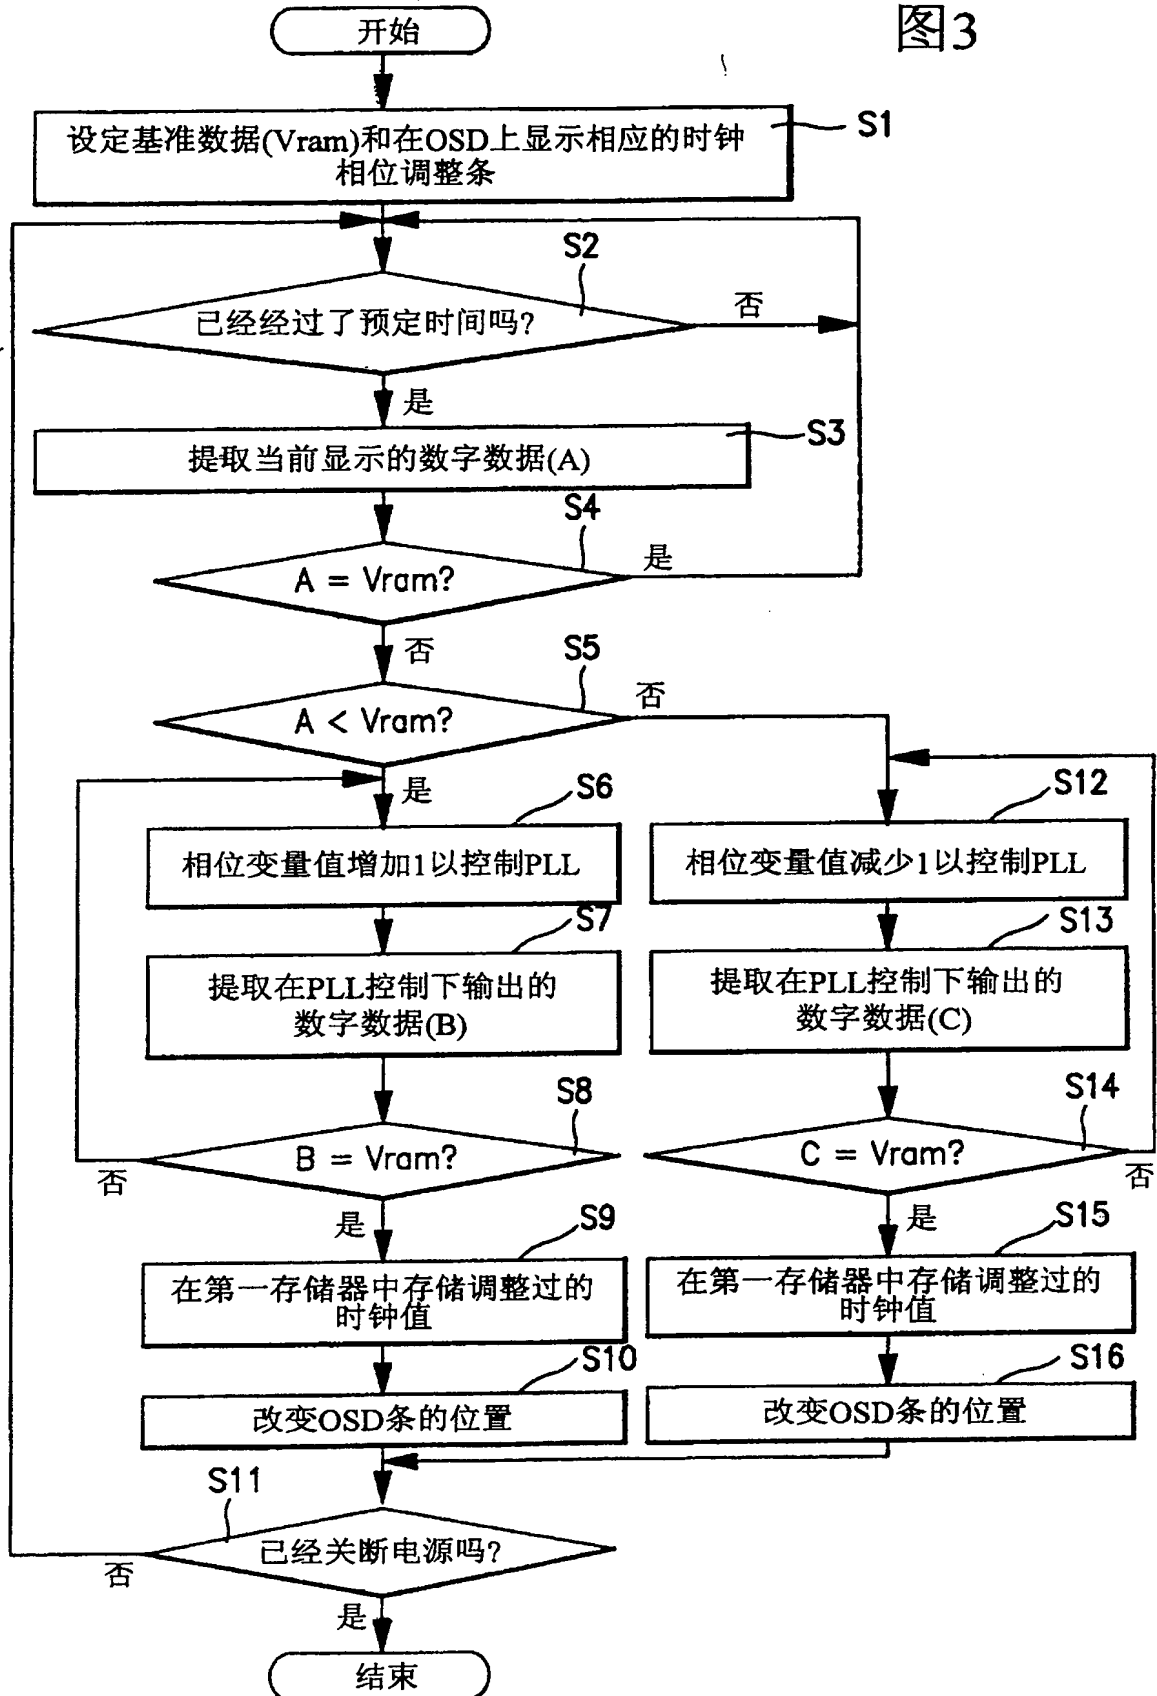 图3
开始
S1
设定基准数据(Vram)和在OSD上显示相应的时钟
相位调整条
S2
已经经过了预定时间吗?
否
是
S3
提取当前显示的数字数据(A)
S4
A = Vram?
是
否
S5
A < Vram?
否
是
S6
相位变量值增加1以控制PLL
S12
相位变量值减少1以控制PLL
S7
提取在PLL控制下输出的
数字数据(B)
S13
提取在PLL控制下输出的
数字数据(C)
S8
B = Vram?
否
是
S14
C = Vram?
否
是
S9
在第一存储器中存储调整过的
时钟值
S15
在第一存储器中存储调整过的
时钟值
S10
改变OSD条的位置
S16
改变OSD条的位置
S11
已经关断电源吗?
否
是
结束